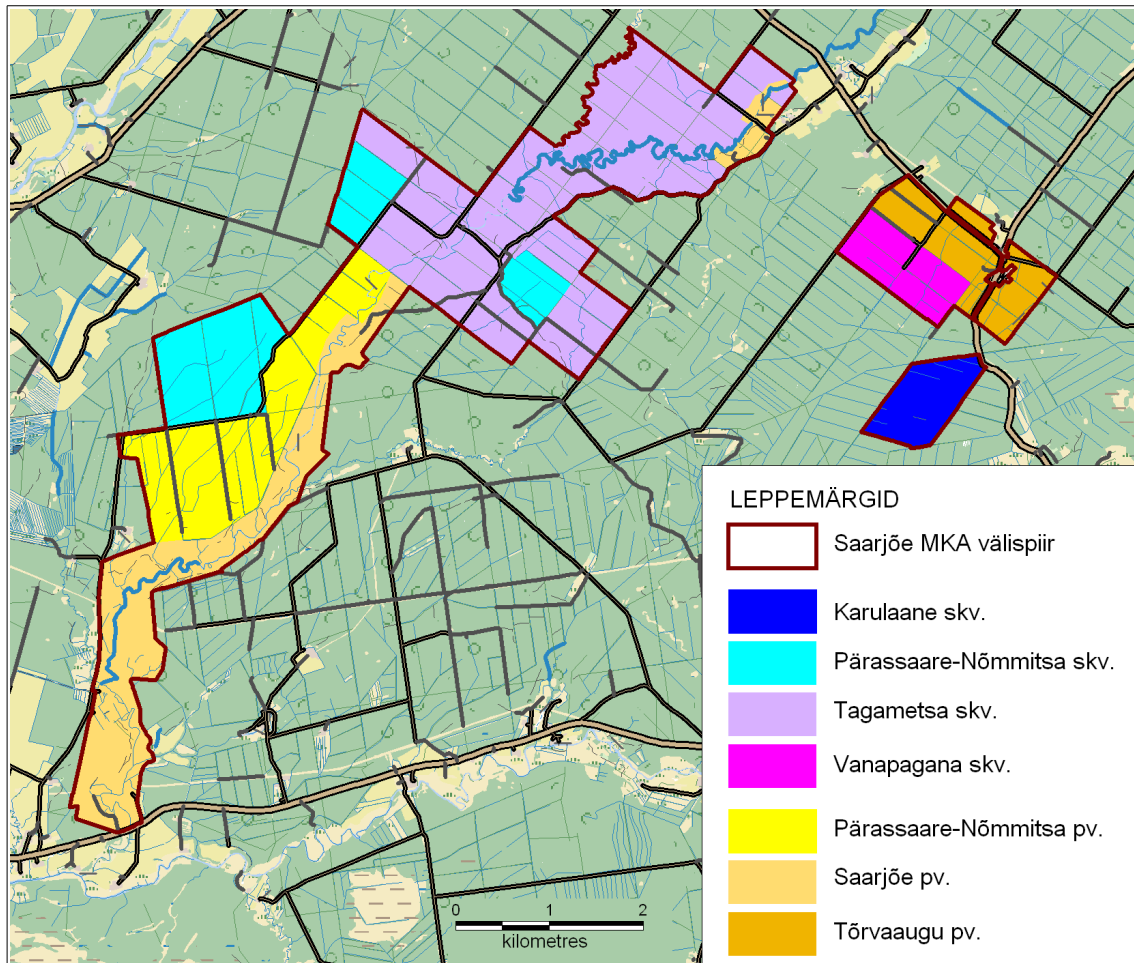 LEPPEMÄRGID
Saarjõe MKA välispiir
Karulaane skv.
Pärassaare-Nõmmitsa skv.
Tagametsa skv.
Vanapagana skv.
Pärassaare-Nõmmitsa pv.
Saarjõe pv.
Tõrvaaugu pv.
0 1 2
kilometres